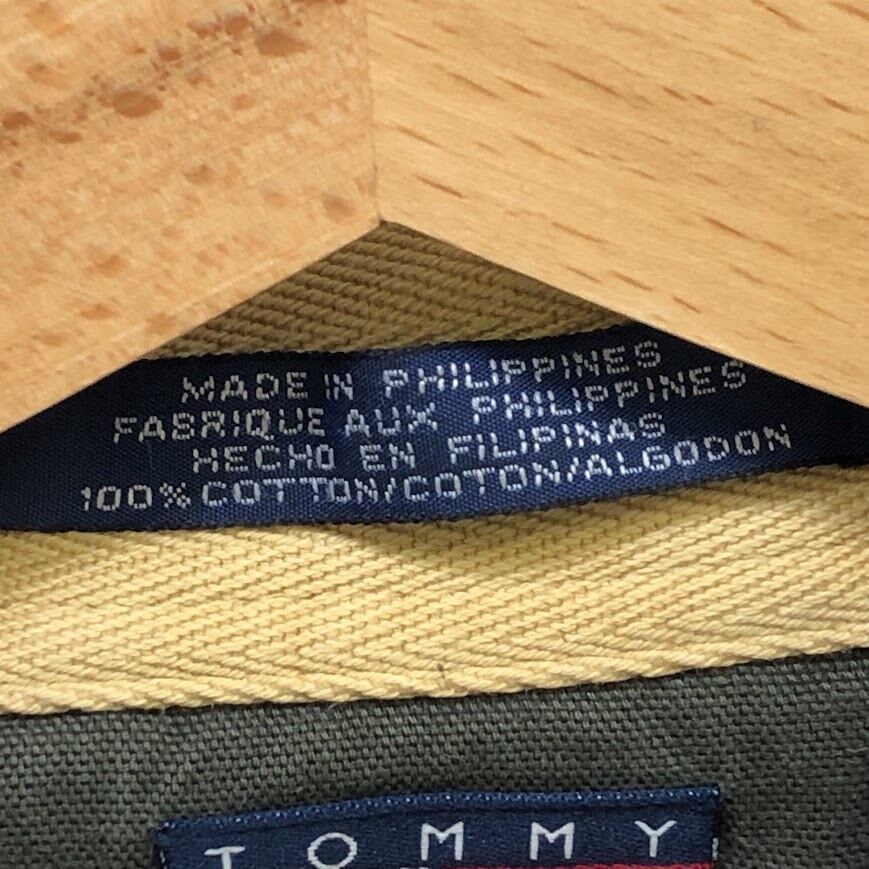 MADE IN PHILIPPINES
FABRIQUE AUX PHILIPPINES
HECHO EN FILIPINAS
100% COTTON/COTON/ALGODON
TOMMY